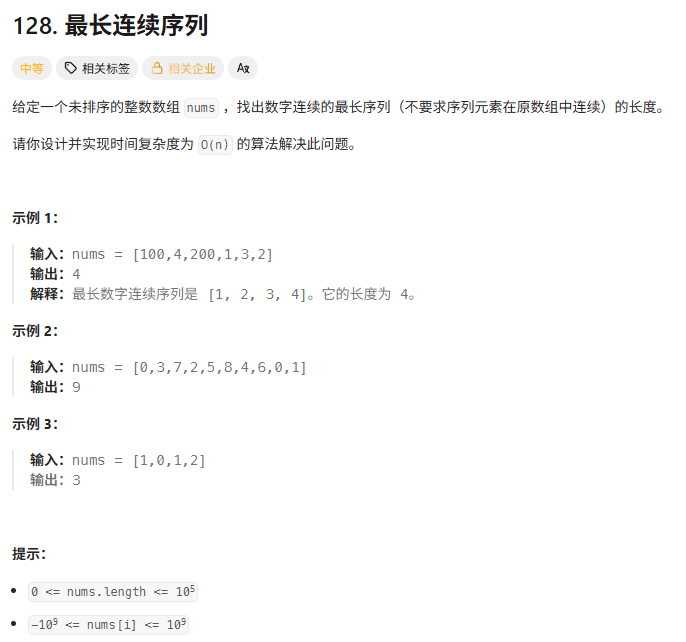 128. 最长连续序列
中等 相关标签 相关企业 Aあ
给定一个未排序的整数数组 nums ，找出数字连续的最长序列（不要求序列元素在原数组中连续）的长度。
请你设计并实现时间复杂度为 O(n) 的算法解决此问题。
示例 1：
输入：nums = [100,4,200,1,3,2]
输出：4
解释：最长数字连续序列是 [1, 2, 3, 4]。它的长度为 4。
示例 2：
输入：nums = [0,3,7,2,5,8,4,6,0,1]
输出：9
示例 3：
输入：nums = [1,0,1,2]
输出：3
提示：
0 <= nums.length <= 10⁵
-10⁹ <= nums[i] <= 10⁹